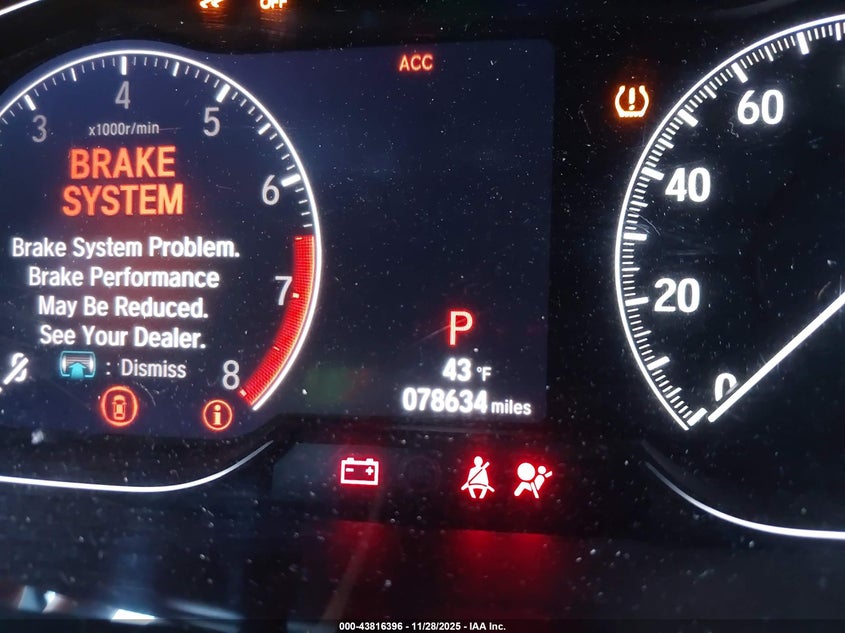 OFF
ACC
4
3
5
x1000r/min
60
BRAKE
SYSTEM
6
40
Brake System Problem.
Brake Performance
7
20
May Be Reduced.
P
See Your Dealer.
: Dismiss
8
43 °F
0
078634 miles
000-43816396 - 11/28/2025 - IAA Inc.